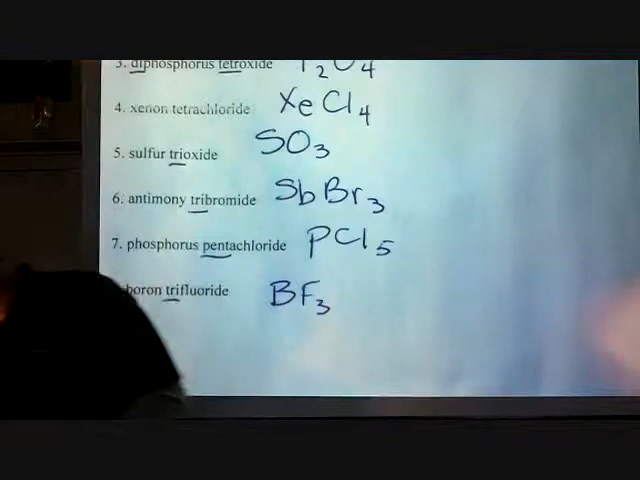 3. diphosphorus tetroxide P2O4
4. xenon tetrachloride XeCl4
5. sulfur trioxide SO3
6. antimony tribromide SbBr3
7. phosphorus pentachloride PCl5
boron trifluoride BF3